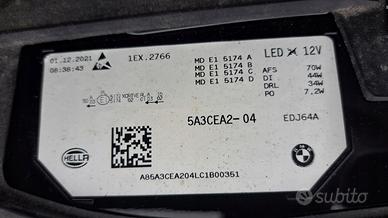 01.12.2021
08:38:43
1EX.2766
MD E1 5174 A
MD E1 5174 B
MD E1 5174 C
MD E1 5174 D
LED 12V
AFS 70W
DI 44W
DRL 34W
PO 7.2W
5A3CEA2-04
EDJ64A
HELLA
BMW
A85A3CEA204LC1B00351
subito